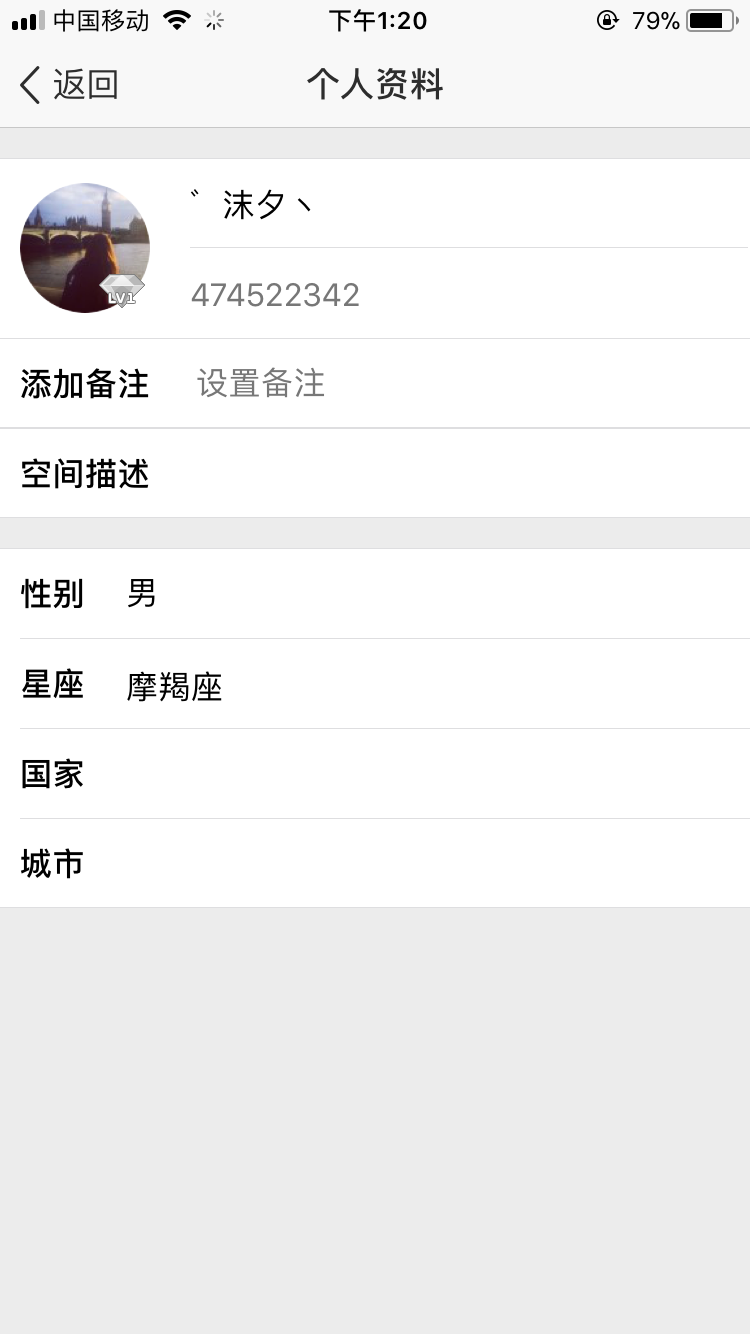 中国移动 下午1:20 79%
返回 个人资料
゛ 沫夕丶
LV1
474522342
添加备注 设置备注
空间描述
性别 男
星座 摩羯座
国家
城市